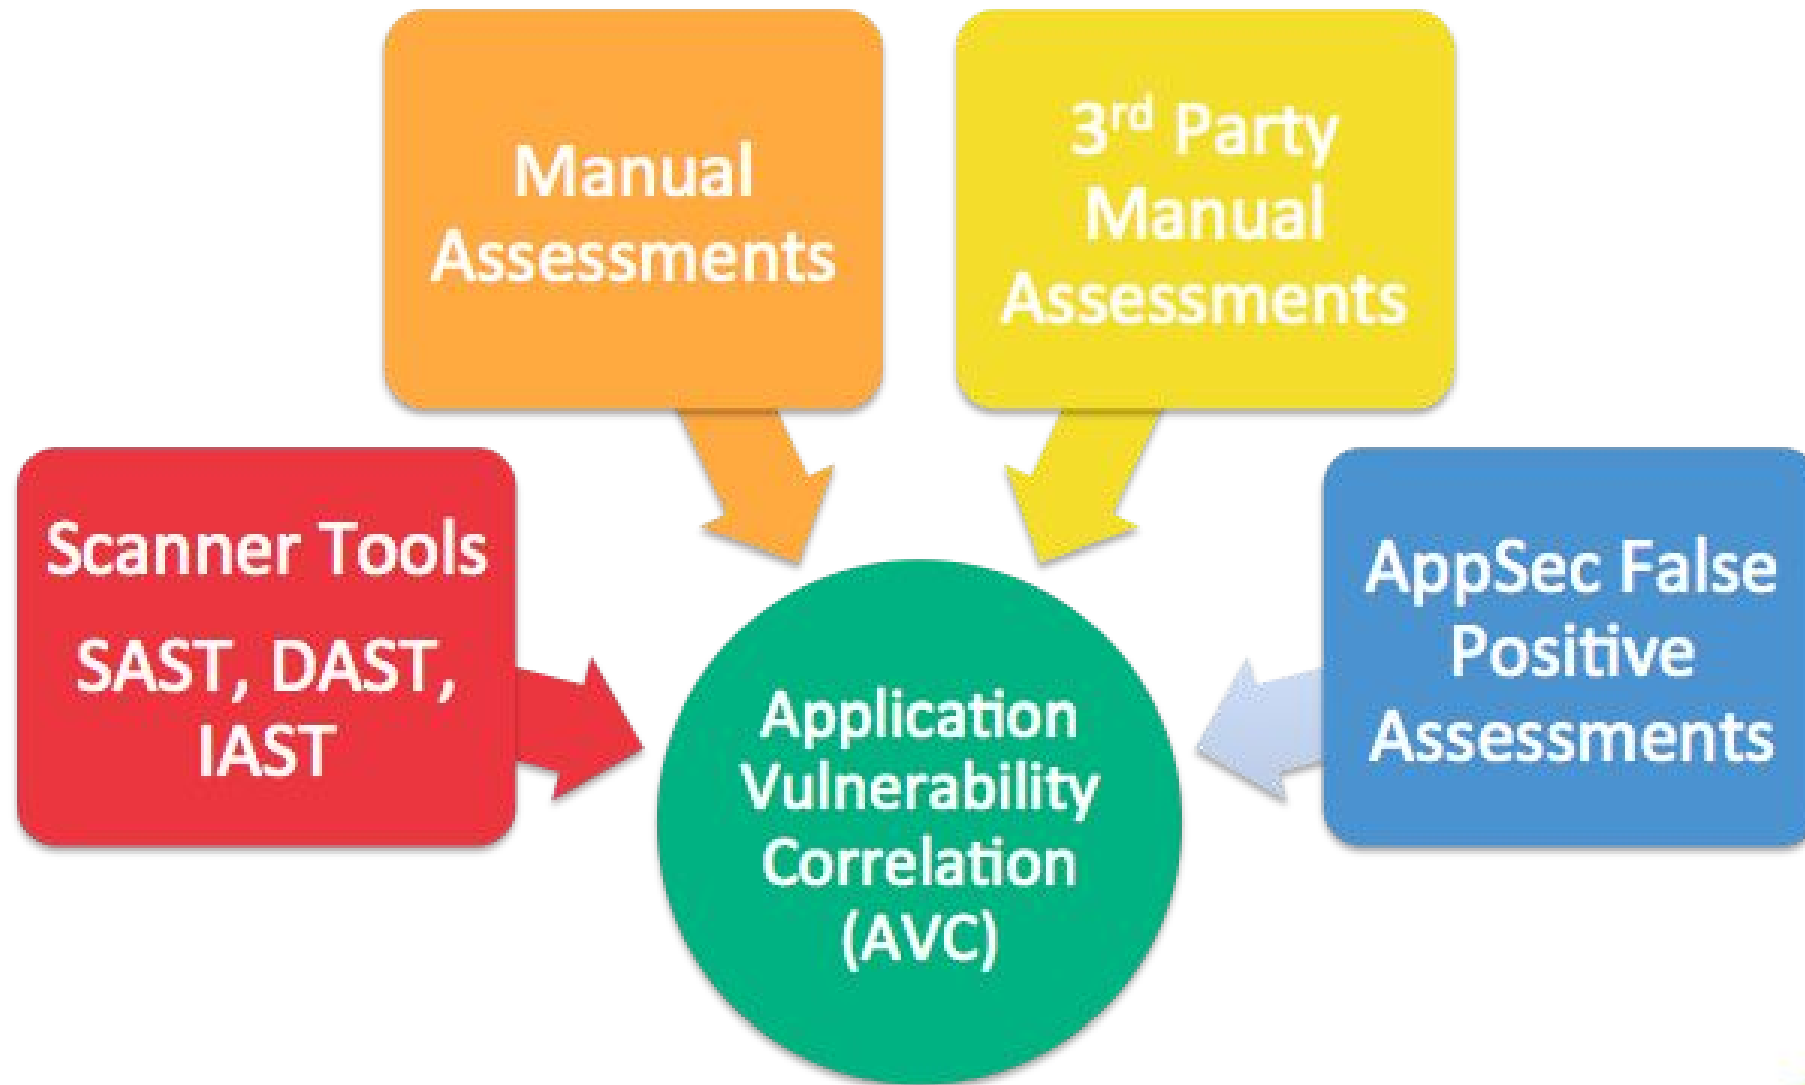 Manual
Assessments
3rd Party
Manual
Assessments
Scanner Tools
SAST, DAST,
IAST
AppSec False
Positive
Assessments
Application
Vulnerability
Correlation
(AVC)